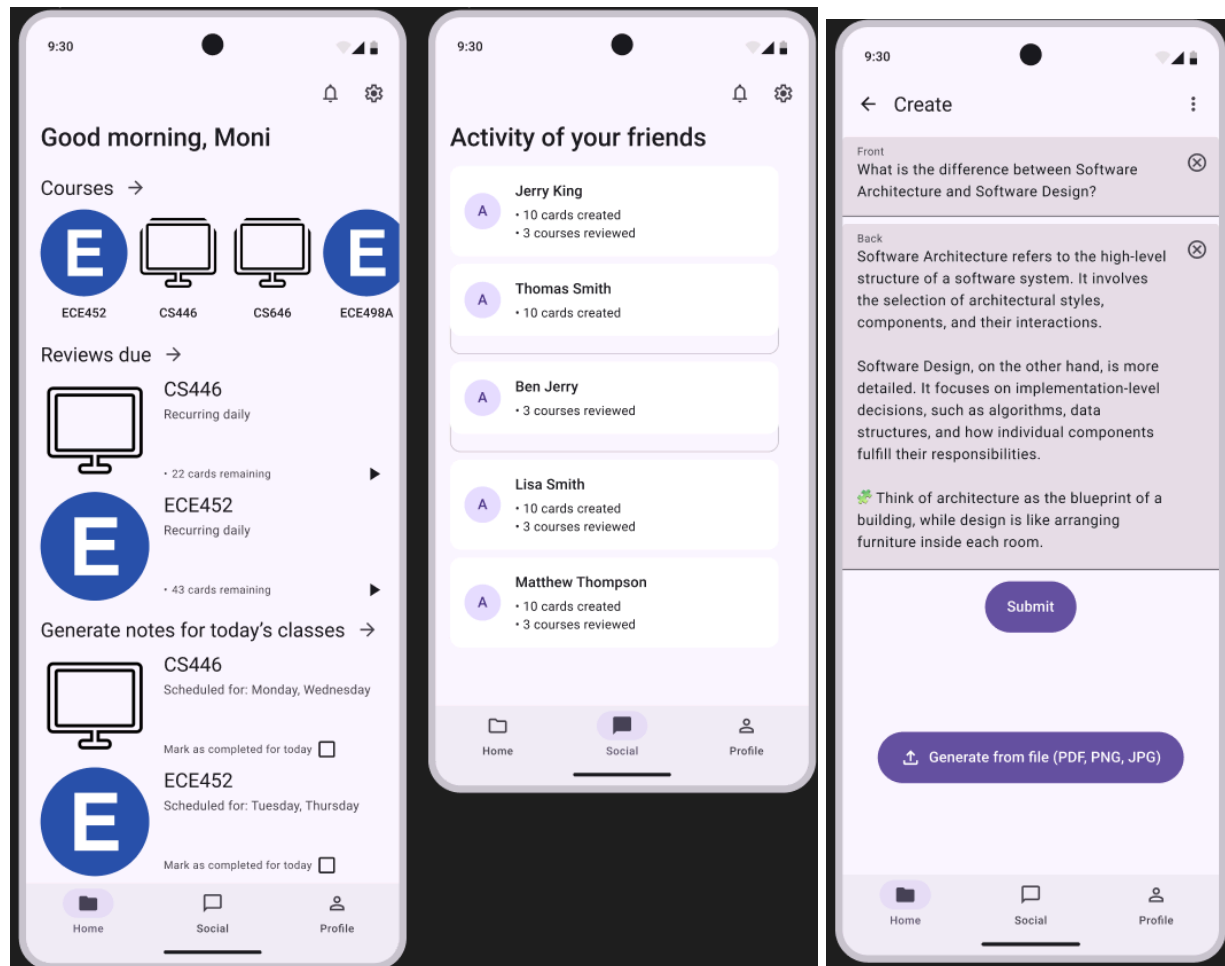 9:30
Good morning, Moni
Courses →
E
E
ECE452
CS446
CS646
ECE498A
Reviews due →
CS446
Recurring daily
• 22 cards remaining
E
ECE452
Recurring daily
• 43 cards remaining
Generate notes for today's classes →
CS446
Scheduled for: Monday, Wednesday
Mark as completed for today
E
ECE452
Scheduled for: Tuesday, Thursday
Mark as completed for today
Home
Social
Profile
9:30
Activity of your friends
A
Jerry King
• 10 cards created
• 3 courses reviewed
A
Thomas Smith
• 10 cards created
A
Ben Jerry
• 3 courses reviewed
A
Lisa Smith
• 10 cards created
• 3 courses reviewed
A
Matthew Thompson
• 10 cards created
• 3 courses reviewed
Home
Social
Profile
9:30
← Create
Front
What is the difference between Software
Architecture and Software Design?
Back
Software Architecture refers to the high-level
structure of a software system. It involves
the selection of architectural styles,
components, and their interactions.
Software Design, on the other hand, is more
detailed. It focuses on implementation-level
decisions, such as algorithms, data
structures, and how individual components
fulfill their responsibilities.
🧩 Think of architecture as the blueprint of a
building, while design is like arranging
furniture inside each room.
Submit
Generate from file (PDF, PNG, JPG)
Home
Social
Profile